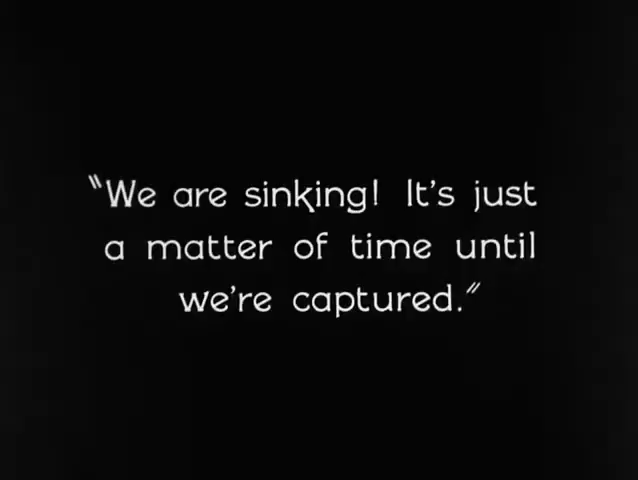 "We are sinking! It's just
a matter of time until
we're captured."